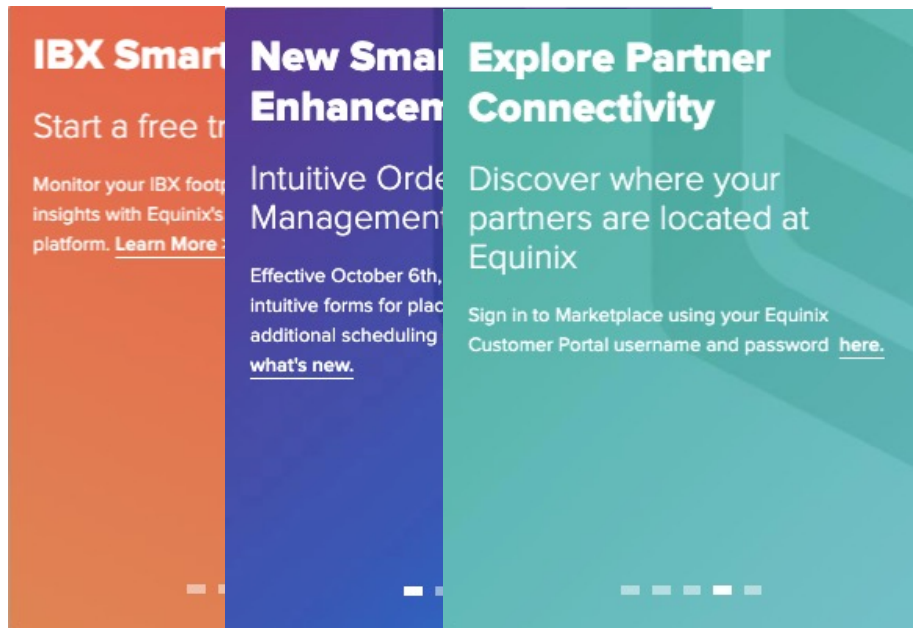 IBX Smart
Start a free tr
Monitor your IBX footp
insights with Equinix's
platform. Learn More >
New Smar
Enhancem
Intuitive Orde
Management
Effective October 6th,
intuitive forms for plac
additional scheduling
what's new.
Explore Partner
Connectivity
Discover where your
partners are located at
Equinix
Sign in to Marketplace using your Equinix
Customer Portal username and password here.